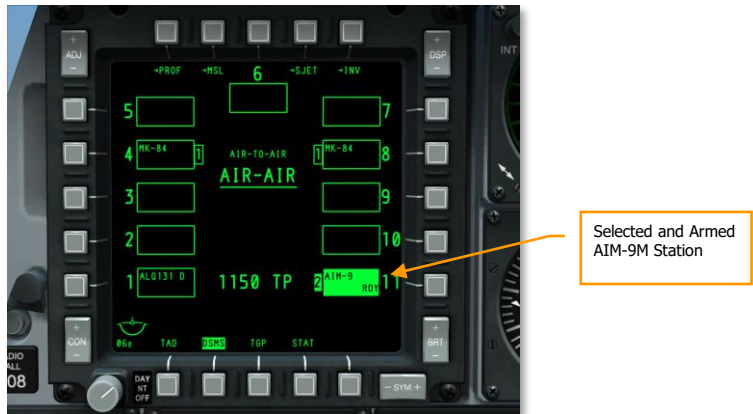 ADJ
DSP
INT
→PROF →MSL 6 →SJET →INV
5 7
4 MK-84 1 AIR-TO-AIR 1 MK-84 8
AIR-AIR
3 9
2 10
1 ALQ131 D 1150 TP 2 AIM-9 RDY 11
Selected and Armed
AIM-9M Station
CON
BRT
06a TAD DSMS TGP STAT
ALL
08
DAY
NT
OFF
- SYM +